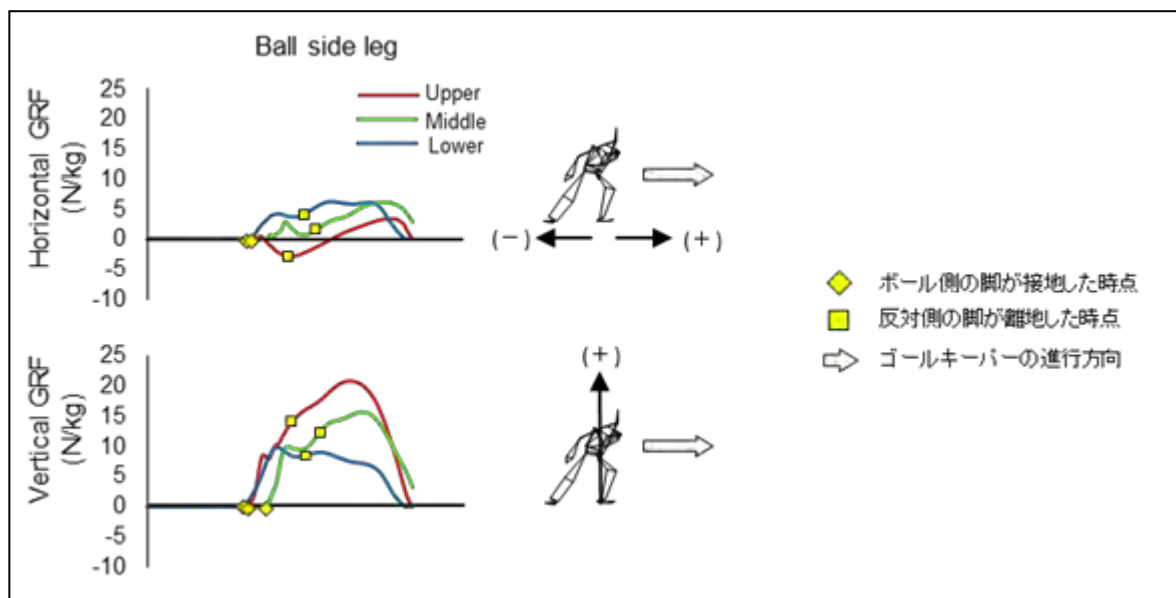 Ball side leg
Horizontal GRF
(N/kg)
25
20
15
10
5
0
-5
-10
Upper
Middle
Lower
(−)
(+)
Vertical GRF
(N/kg)
25
20
15
10
5
0
-5
-10
(+)
ボール側の脚が接地した時点
反対側の脚が離地した時点
ゴールキーパーの進行方向